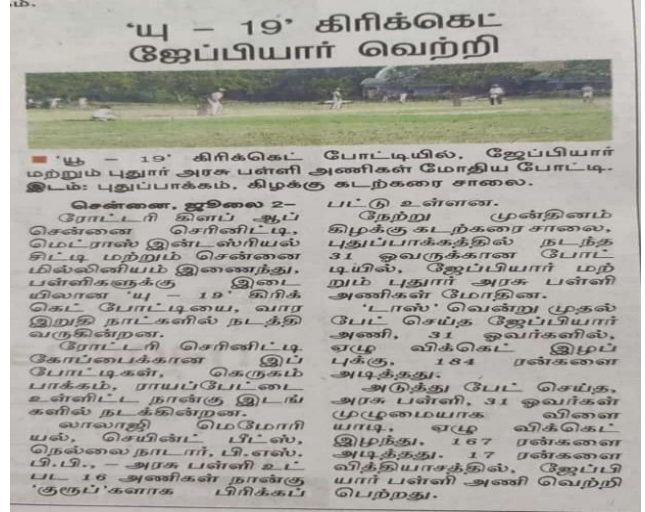 கம்.
‘யு – 19’ கிரிக்கெட்
ஜேப்பியார் வெற்றி
‘யூ – 19’ கிரிக்கெட் போட்டியில், ஜேப்பியார்
மற்றும் புதுார் அரசு பள்ளி அணிகள் மோதிய போட்டி.
இடம்: புதுப்பாக்கம், கிழக்கு கடற்கரை சாலை.
சென்னை, ஜூலை 2–
ரோட்டரி கிளப் ஆப்
சென்னை செரினிட்டி,
மெட்ராஸ் இன்டஸ்ரியல்
சிட்டி மற்றும் சென்னை
மில்லினியம் இணைந்து,
பள்ளிகளுக்கு இடை
யிலான ‘யு – 19’ கிரிக்
கெட் போட்டியை, வார
இறுதி நாட்களில் நடத்தி
வருகின்றன.
ரோட்டரி செரினிட்டி
கோப்பைக்கான இப்
போட்டிகள், கெருகம்
பாக்கம், ராயப்பேட்டை
உள்ளிட்ட நான்கு இடங்
களில் நடக்கின்றன.
லாலாஜி மெமோரி
யல், செயின்ட் பீட்ஸ்,
நெல்லை நாடார், பி.எஸ்.
பி.பி., – அரசு பள்ளி உட்
பட 16 அணிகள் நான்கு
‘குரூப்’களாக பிரிக்கப்
பட்டு உள்ளன.
நேற்று முன்தினம்
கிழக்கு கடற்கரை சாலை,
புதுப்பாக்கத்தில் நடந்த
31 ஓவருக்கான போட்
டியில், ஜேப்பியார் மற்
றும் புதுார் அரசு பள்ளி
அணிகள் மோதின.
‘டாஸ்’ வென்று முதல்
பேட் செய்த ஜேப்பியார்
அணி, 31 ஓவர்களில்,
ஏழு விக்கெட் இழப்
புக்கு, 184 ரன்களை
அடித்தது.
அடுத்து பேட் செய்த,
அரசு பள்ளி, 31 ஓவர்கள்
முழுமையாக விளை
யாடி, ஏழு விக்கெட்
இழந்து, 167 ரன்களை
அடித்தது. 17 ரன்களை
வித்தியாசத்தில், ஜேப்பி
யார் பள்ளி அணி வெற்றி
பெற்றது.